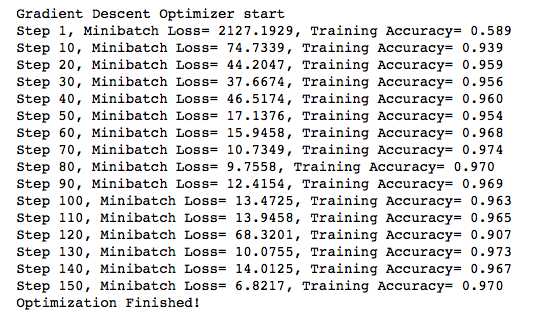 Gradient Descent Optimizer start
Step 1, Minibatch Loss= 2127.1929, Training Accuracy= 0.589
Step 10, Minibatch Loss= 74.7339, Training Accuracy= 0.939
Step 20, Minibatch Loss= 44.2047, Training Accuracy= 0.959
Step 30, Minibatch Loss= 37.6674, Training Accuracy= 0.956
Step 40, Minibatch Loss= 46.5174, Training Accuracy= 0.960
Step 50, Minibatch Loss= 17.1376, Training Accuracy= 0.954
Step 60, Minibatch Loss= 15.9458, Training Accuracy= 0.968
Step 70, Minibatch Loss= 10.7349, Training Accuracy= 0.974
Step 80, Minibatch Loss= 9.7558, Training Accuracy= 0.970
Step 90, Minibatch Loss= 12.4154, Training Accuracy= 0.969
Step 100, Minibatch Loss= 13.4725, Training Accuracy= 0.963
Step 110, Minibatch Loss= 13.9458, Training Accuracy= 0.965
Step 120, Minibatch Loss= 68.3201, Training Accuracy= 0.907
Step 130, Minibatch Loss= 10.0755, Training Accuracy= 0.973
Step 140, Minibatch Loss= 14.0125, Training Accuracy= 0.967
Step 150, Minibatch Loss= 6.8217, Training Accuracy= 0.970
Optimization Finished!